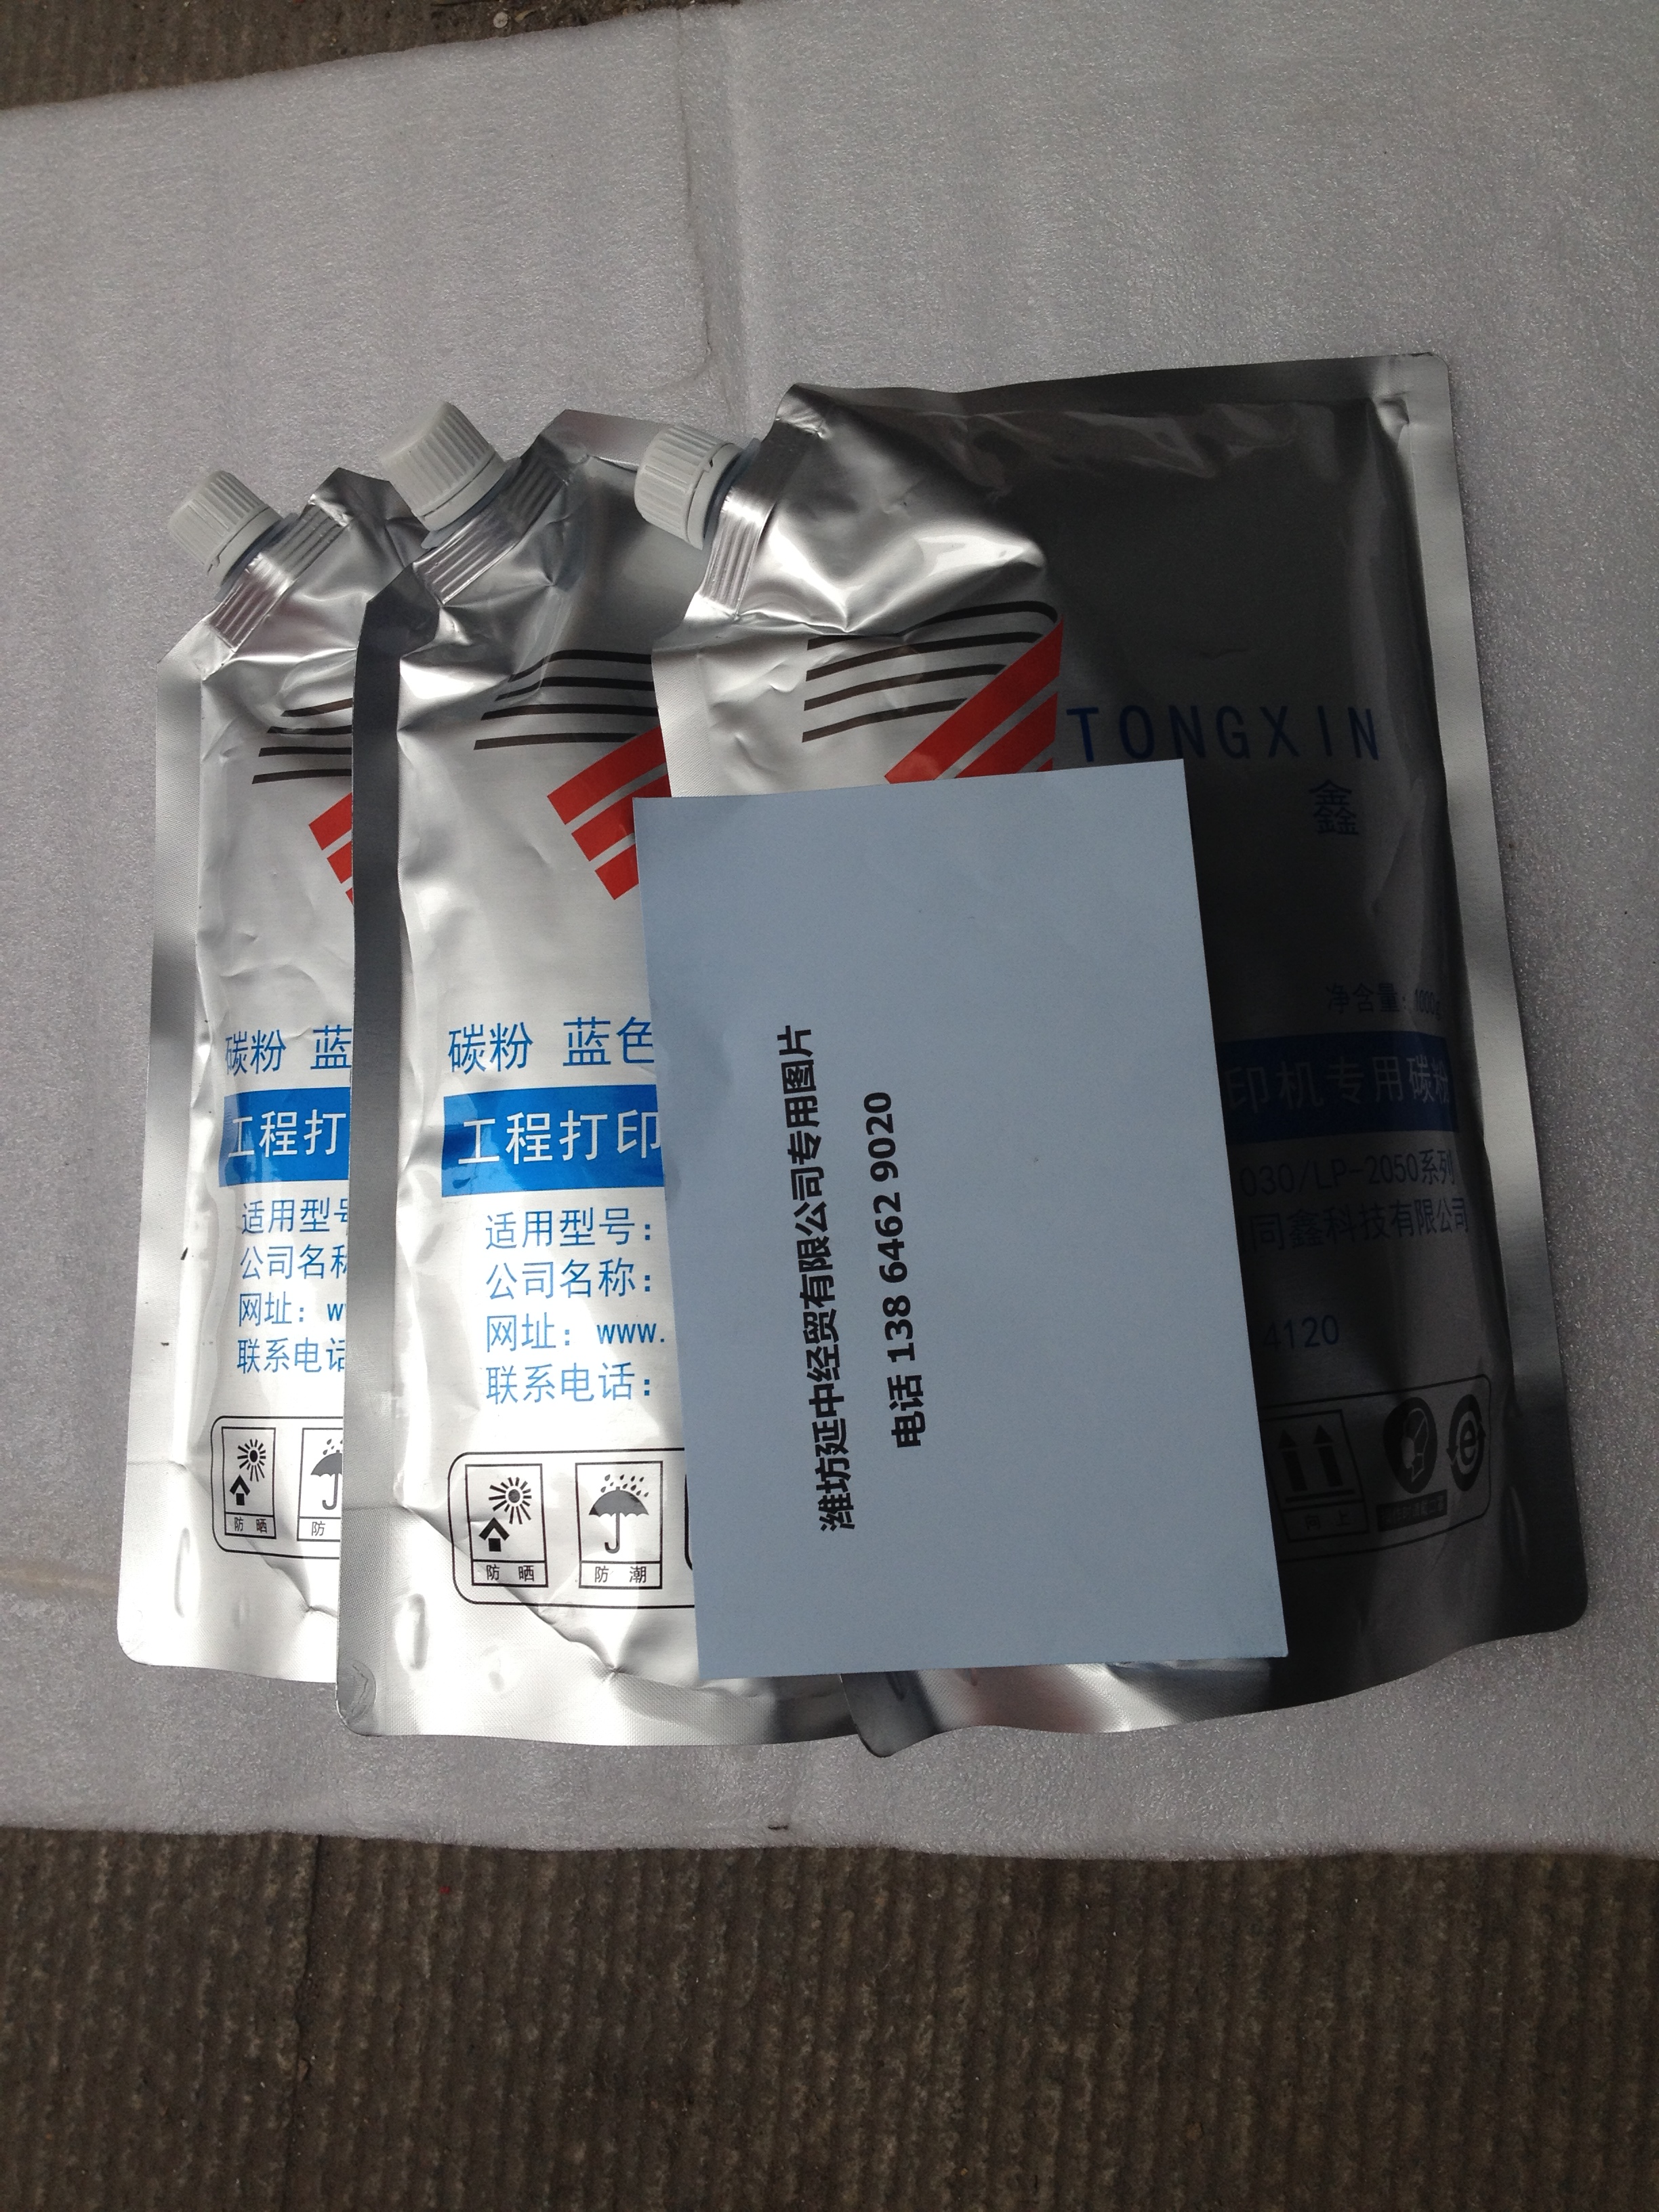 碳粉 蓝
工程打
适用型号
公司名称
网址：w
联系电话
防 晒
防
碳粉 蓝色
工程打印
适用型号：
公司名称：
网址：www.
联系电话：
防 晒
防 潮
TONGXIN
鑫
净含量：1000g
印机专用碳粉
030/LP-2050系列
同鑫科技有限公司
4120
向 上
潍坊延中经贸有限公司专用图片
电话 138 6462 9020